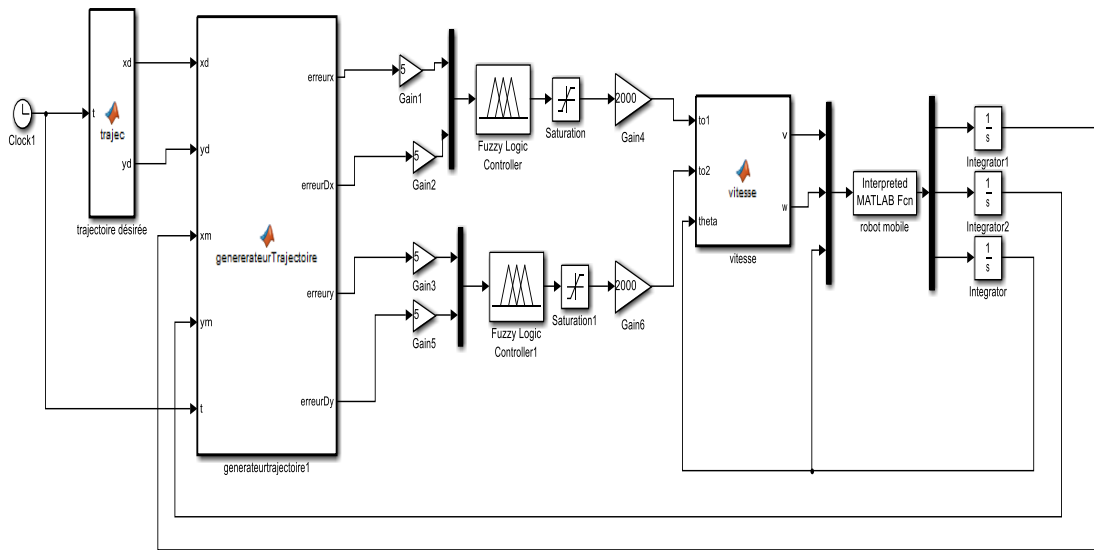 Clock1
t
trajec
xd
yd
trajectoire désirée
xd
yd
xm
ym
t
genererateurTrajectoire
erreurx
erreurDx
erreury
erreurDy
generateurtrajectoire1
5
Gain1
5
Gain2
5
Gain3
5
Gain5
Fuzzy Logic
Controller
Saturation
2000
Gain4
Fuzzy Logic
Controller1
Saturation1
2000
Gain6
to1
to2
theta
vitesse
v
w
vitesse
Interpreted
MATLAB Fcn
robot mobile
1
s
Integrator1
1
s
Integrator2
1
s
Integrator